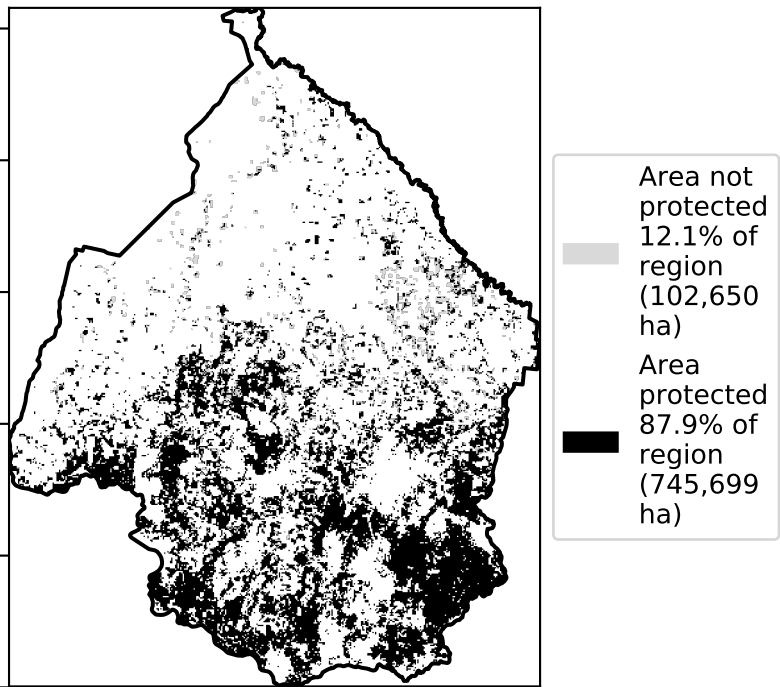 Area not
protected
12.1% of
region
(102,650
ha)
Area
protected
87.9% of
region
(745,699
ha)